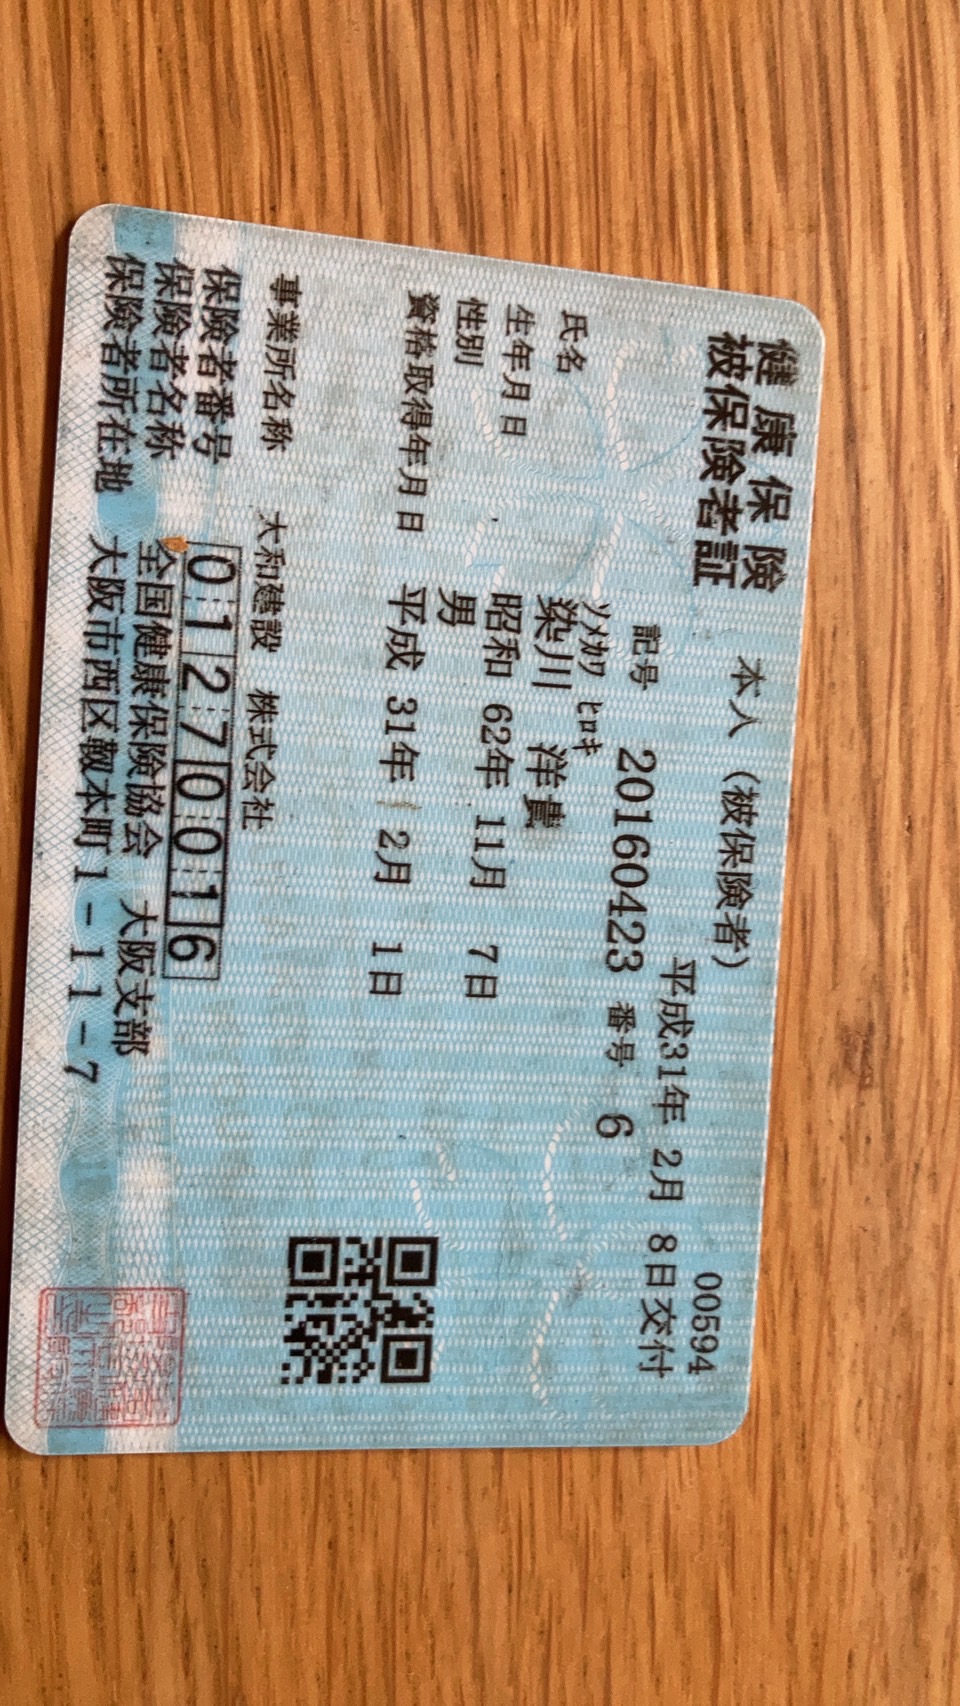 健康保険
被保険者証
本人（被保険者）
00594
平成31年 2月 8日交付
記号 20160423 番号 6
ｿﾒｶﾜ ﾋﾛｷ
氏名 染川 洋貴
生年月日 昭和 62年 11月 7日
性別 男
資格取得年月日 平成 31年 2月 1日
事業所名称 大和建設 株式会社
保険者番号 01270016
保険者名称 全国健康保険協会 大阪支部
保険者所在地 大阪市西区靱本町1-11-7